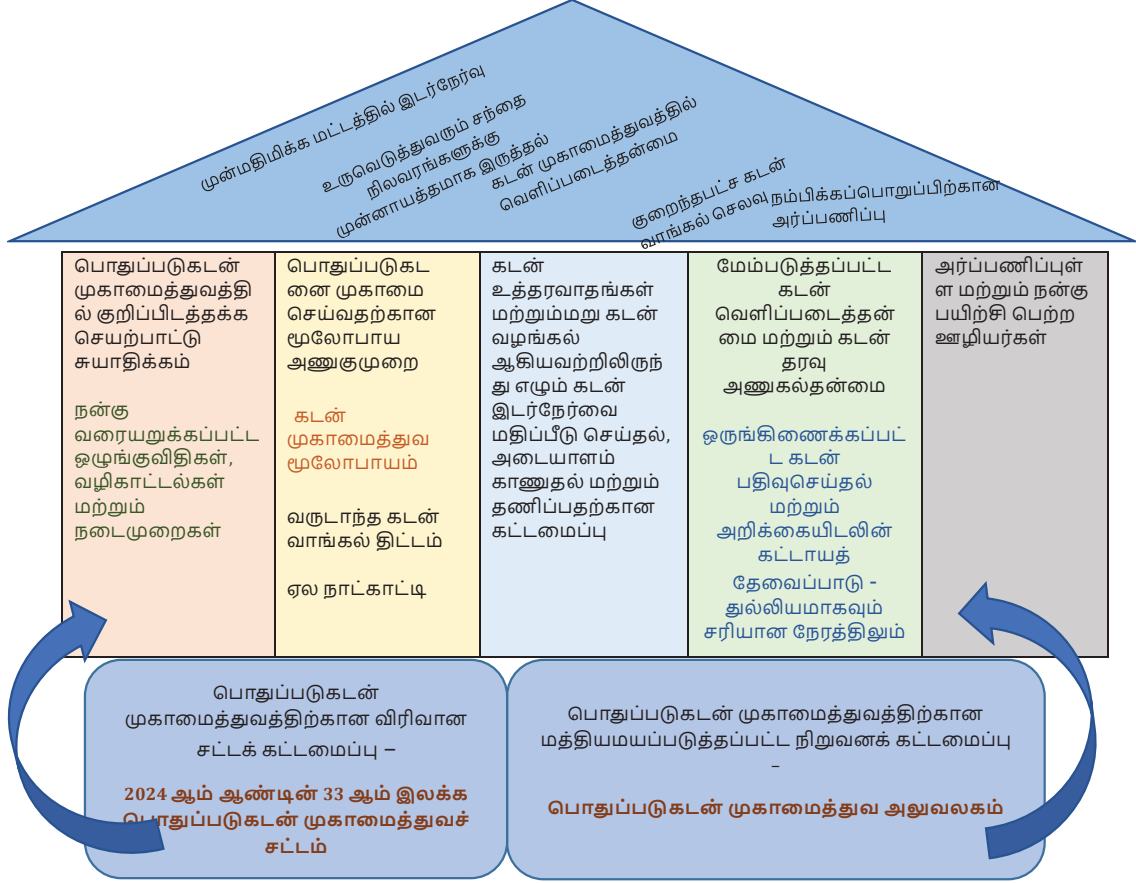 முன்மதிமிக்க மட்டத்தில் இடர்நேர்வு
உருவெடுத்துவரும் சந்தை
நிலவரங்களுக்கு
முன்னாயத்தமாக இருத்தல்
கடன் முகாமைத்துவத்தில்
வெளிப்படைத்தன்மை
குறைந்தபட்ச கடன்
வாங்கல் செலவு
நம்பிக்கப்பொறுப்பிற்கான
அர்ப்பணிப்பு
பொதுப்படுகடன்
முகாமைத்துவத்தி
ல் குறிப்பிடத்தக்க
செயற்பாட்டு
சுயாதிக்கம்
நன்கு
வரையறுக்கப்பட்ட
ஒழுங்குவிதிகள்,
வழிகாட்டல்கள்
மற்றும்
நடைமுறைகள்
பொதுப்படுகட
னை முகாமை
செய்வதற்கான
மூலோபாய
அணுகுமுறை
கடன்
முகாமைத்துவ
மூலோபாயம்
வருடாந்த கடன்
வாங்கல் திட்டம்
ஏல நாட்காட்டி
கடன்
உத்தரவாதங்கள்
மற்றும்மறு கடன்
வழங்கல்
ஆகியவற்றிலிருந்
து எழும் கடன்
இடர்நேர்வை
மதிப்பீடு செய்தல்,
அடையாளம்
காணுதல் மற்றும்
தணிப்பதற்கான
கட்டமைப்பு
மேம்படுத்தப்பட்ட
கடன்
வெளிப்படைத்தன்
மை மற்றும் கடன்
தரவு
அணுகல்தன்மை
ஒருங்கிணைக்கப்பட்
ட கடன்
பதிவுசெய்தல்
மற்றும்
அறிக்கையிடலின்
கட்டாயத்
தேவைப்பாடு -
துல்லியமாகவும்
சரியான நேரத்திலும்
அர்ப்பணிப்புள்
ள மற்றும் நன்கு
பயிற்சி பெற்ற
ஊழியர்கள்
பொதுப்படுகடன்
முகாமைத்துவத்திற்கான விரிவான
சட்டக் கட்டமைப்பு –
2024 ஆம் ஆண்டின் 33 ஆம் இலக்க
பொதுப்படுகடன் முகாமைத்துவச்
சட்டம்
பொதுப்படுகடன் முகாமைத்துவத்திற்கான
மத்தியமயப்படுத்தப்பட்ட நிறுவனக் கட்டமைப்பு
–
பொதுப்படுகடன் முகாமைத்துவ அலுவலகம்